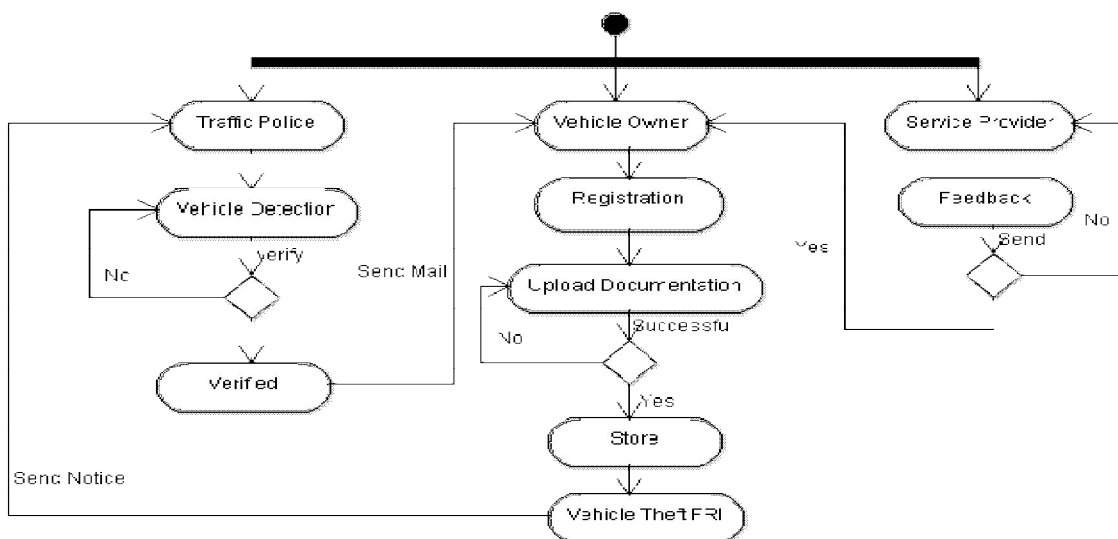 Traffic Police
Vehicle Owner
Service Provider
Vehicle Detection
Registration
Feedback
No
Verify
Send
Yes
No
Send Mail
Upload Documentation
Successfu
No
Verified
Yes
Store
Send Notice
Vehicle Theft FRI